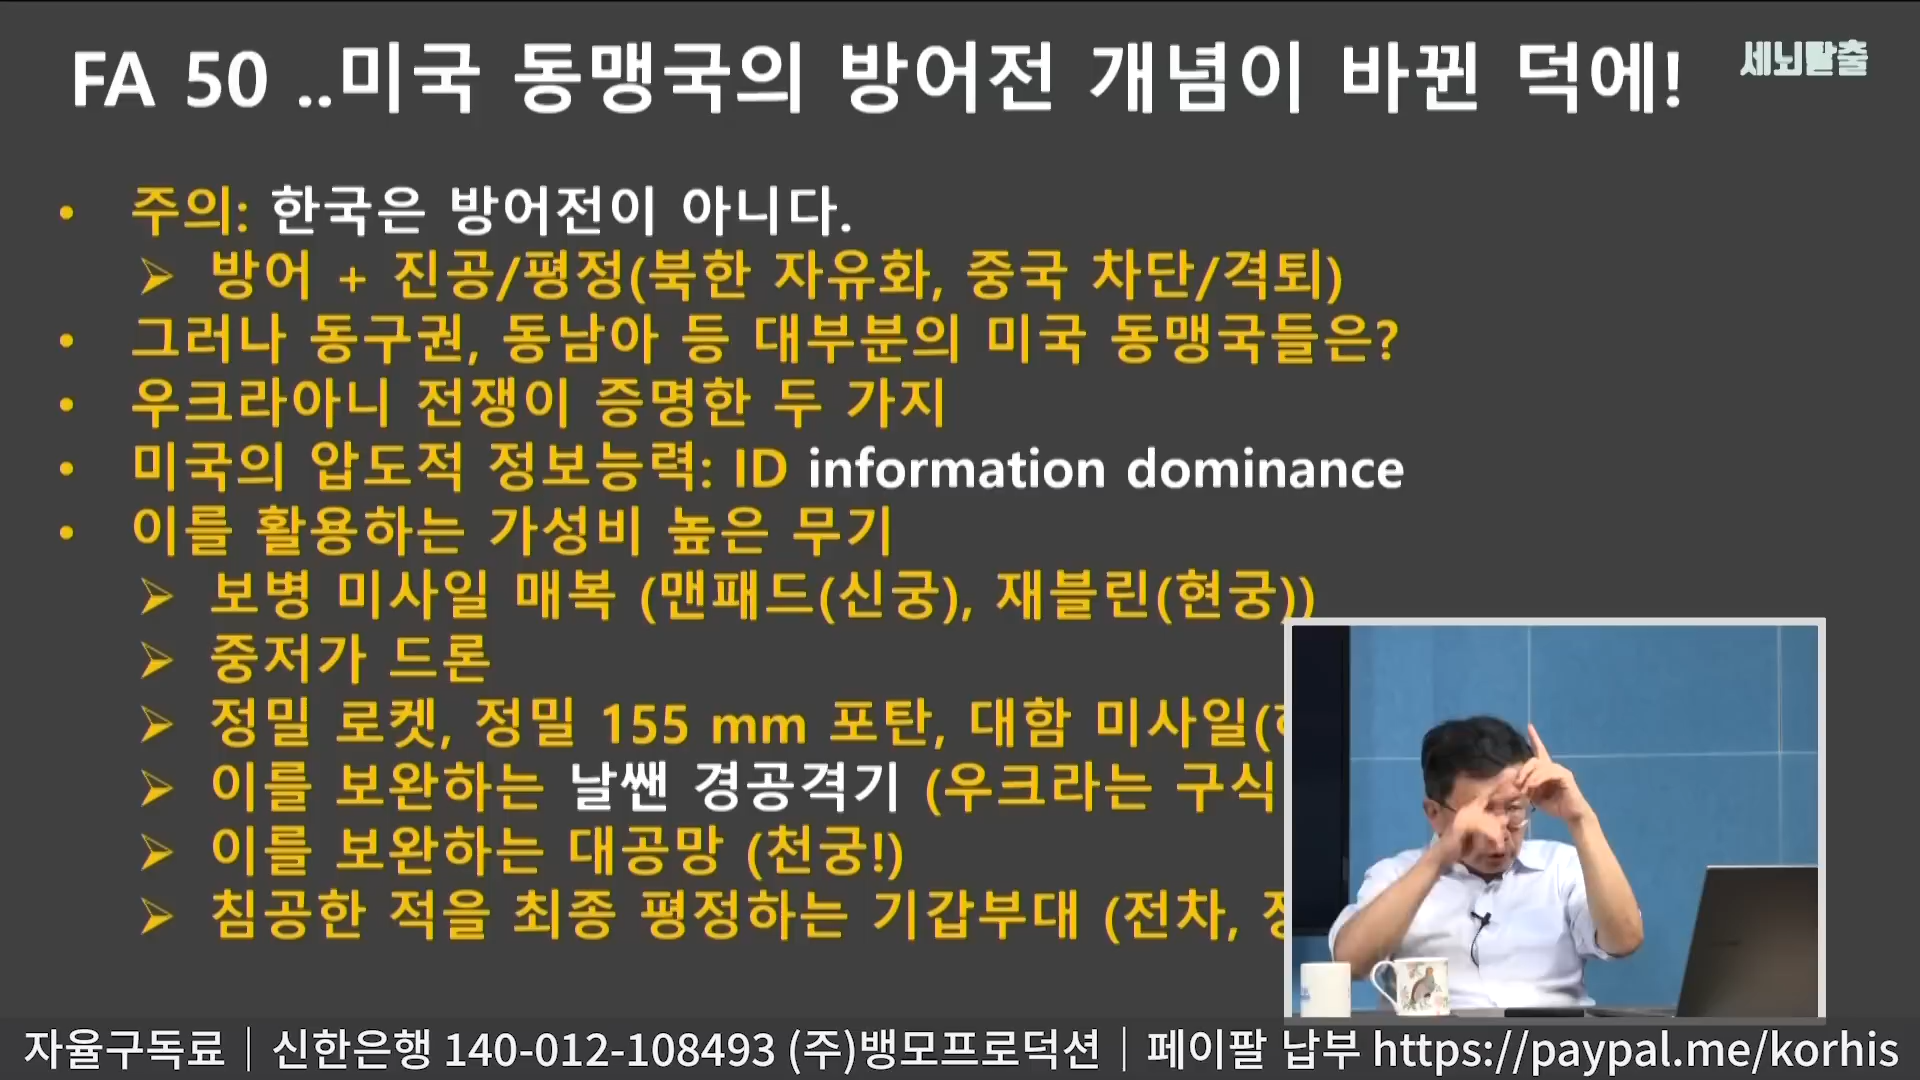 FA 50 ..미국 동맹국의 방어전 개념이 바뀐 덕에!
세뇌탈출
• 주의: 한국은 방어전이 아니다.
➢ 방어 + 진공/평정(북한 자유화, 중국 차단/격퇴)
• 그러나 동구권, 동남아 등 대부분의 미국 동맹국들은?
• 우크라아니 전쟁이 증명한 두 가지
• 미국의 압도적 정보능력: ID information dominance
• 이를 활용하는 가성비 높은 무기
➢ 보병 미사일 매복 (맨패드(신궁), 재블린(현궁))
➢ 중저가 드론
➢ 정밀 로켓, 정밀 155 mm 포탄, 대함 미사일(
➢ 이를 보완하는 날쌘 경공격기 (우크라는 구식
➢ 이를 보완하는 대공망 (천궁!)
➢ 침공한 적을 최종 평정하는 기갑부대 (전차,
자율구독료｜신한은행 140-012-108493 (주)뱅모프로덕션｜페이팔 납부 https://paypal.me/korhis